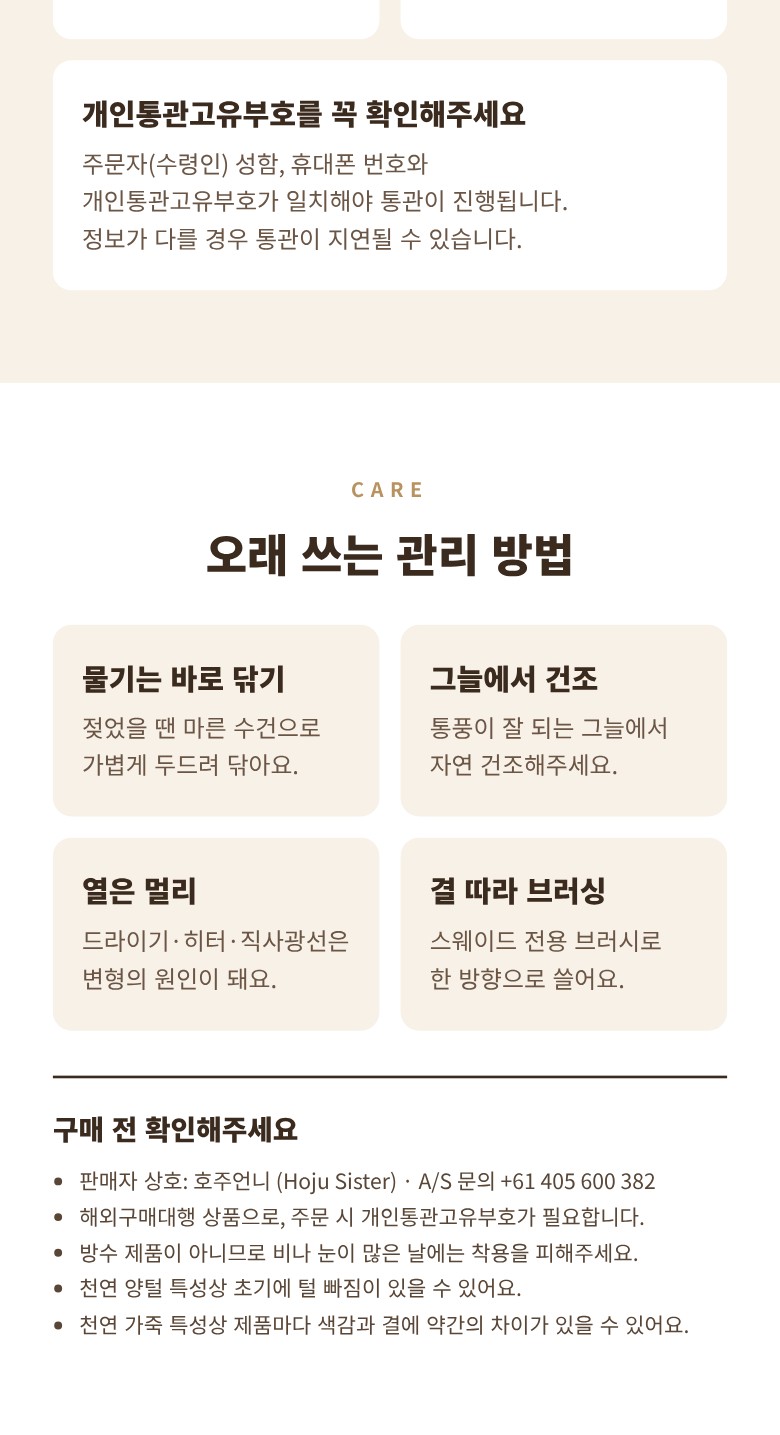 개인통관고유부호를 꼭 확인해주세요
주문자(수령인) 성함, 휴대폰 번호와
개인통관고유부호가 일치해야 통관이 진행됩니다.
정보가 다를 경우 통관이 지연될 수 있습니다.
CARE
오래 쓰는 관리 방법
물기는 바로 닦기
젖었을 땐 마른 수건으로
가볍게 두드려 닦아요.
그늘에서 건조
통풍이 잘 되는 그늘에서
자연 건조해주세요.
열은 멀리
드라이기·히터·직사광선은
변형의 원인이 돼요.
결 따라 브러싱
스웨이드 전용 브러시로
한 방향으로 쓸어요.
구매 전 확인해주세요
• 판매자 상호: 호주언니 (Hoju Sister) · A/S 문의 +61 405 600 382
• 해외구매대행 상품으로, 주문 시 개인통관고유부호가 필요합니다.
• 방수 제품이 아니므로 비나 눈이 많은 날에는 착용을 피해주세요.
• 천연 양털 특성상 초기에 털 빠짐이 있을 수 있어요.
• 천연 가죽 특성상 제품마다 색감과 결에 약간의 차이가 있을 수 있어요.